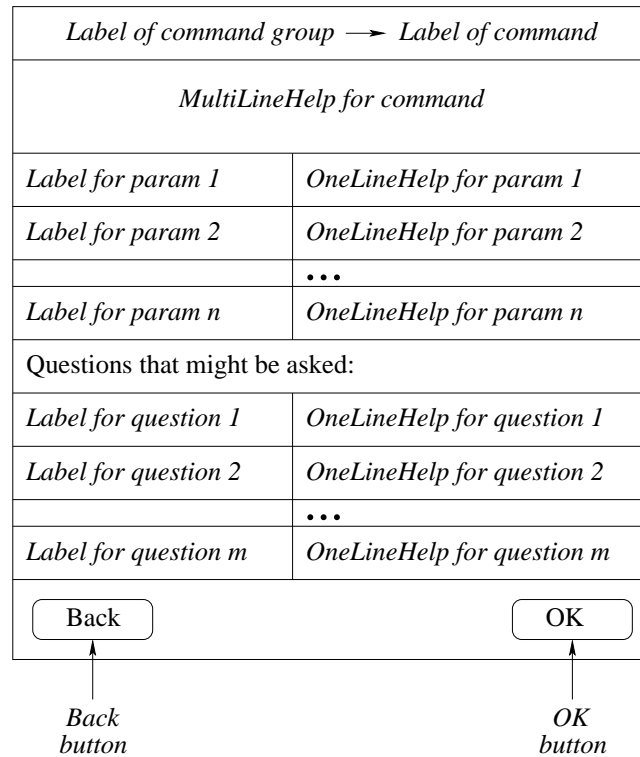 Label of command group → Label of command
MultiLineHelp for command
Label for param 1 OneLineHelp for param 1
Label for param 2 OneLineHelp for param 2
...
Label for param n OneLineHelp for param n
Questions that might be asked:
Label for question 1 OneLineHelp for question 1
Label for question 2 OneLineHelp for question 2
...
Label for question m OneLineHelp for question m
Back OK
Back button
OK button